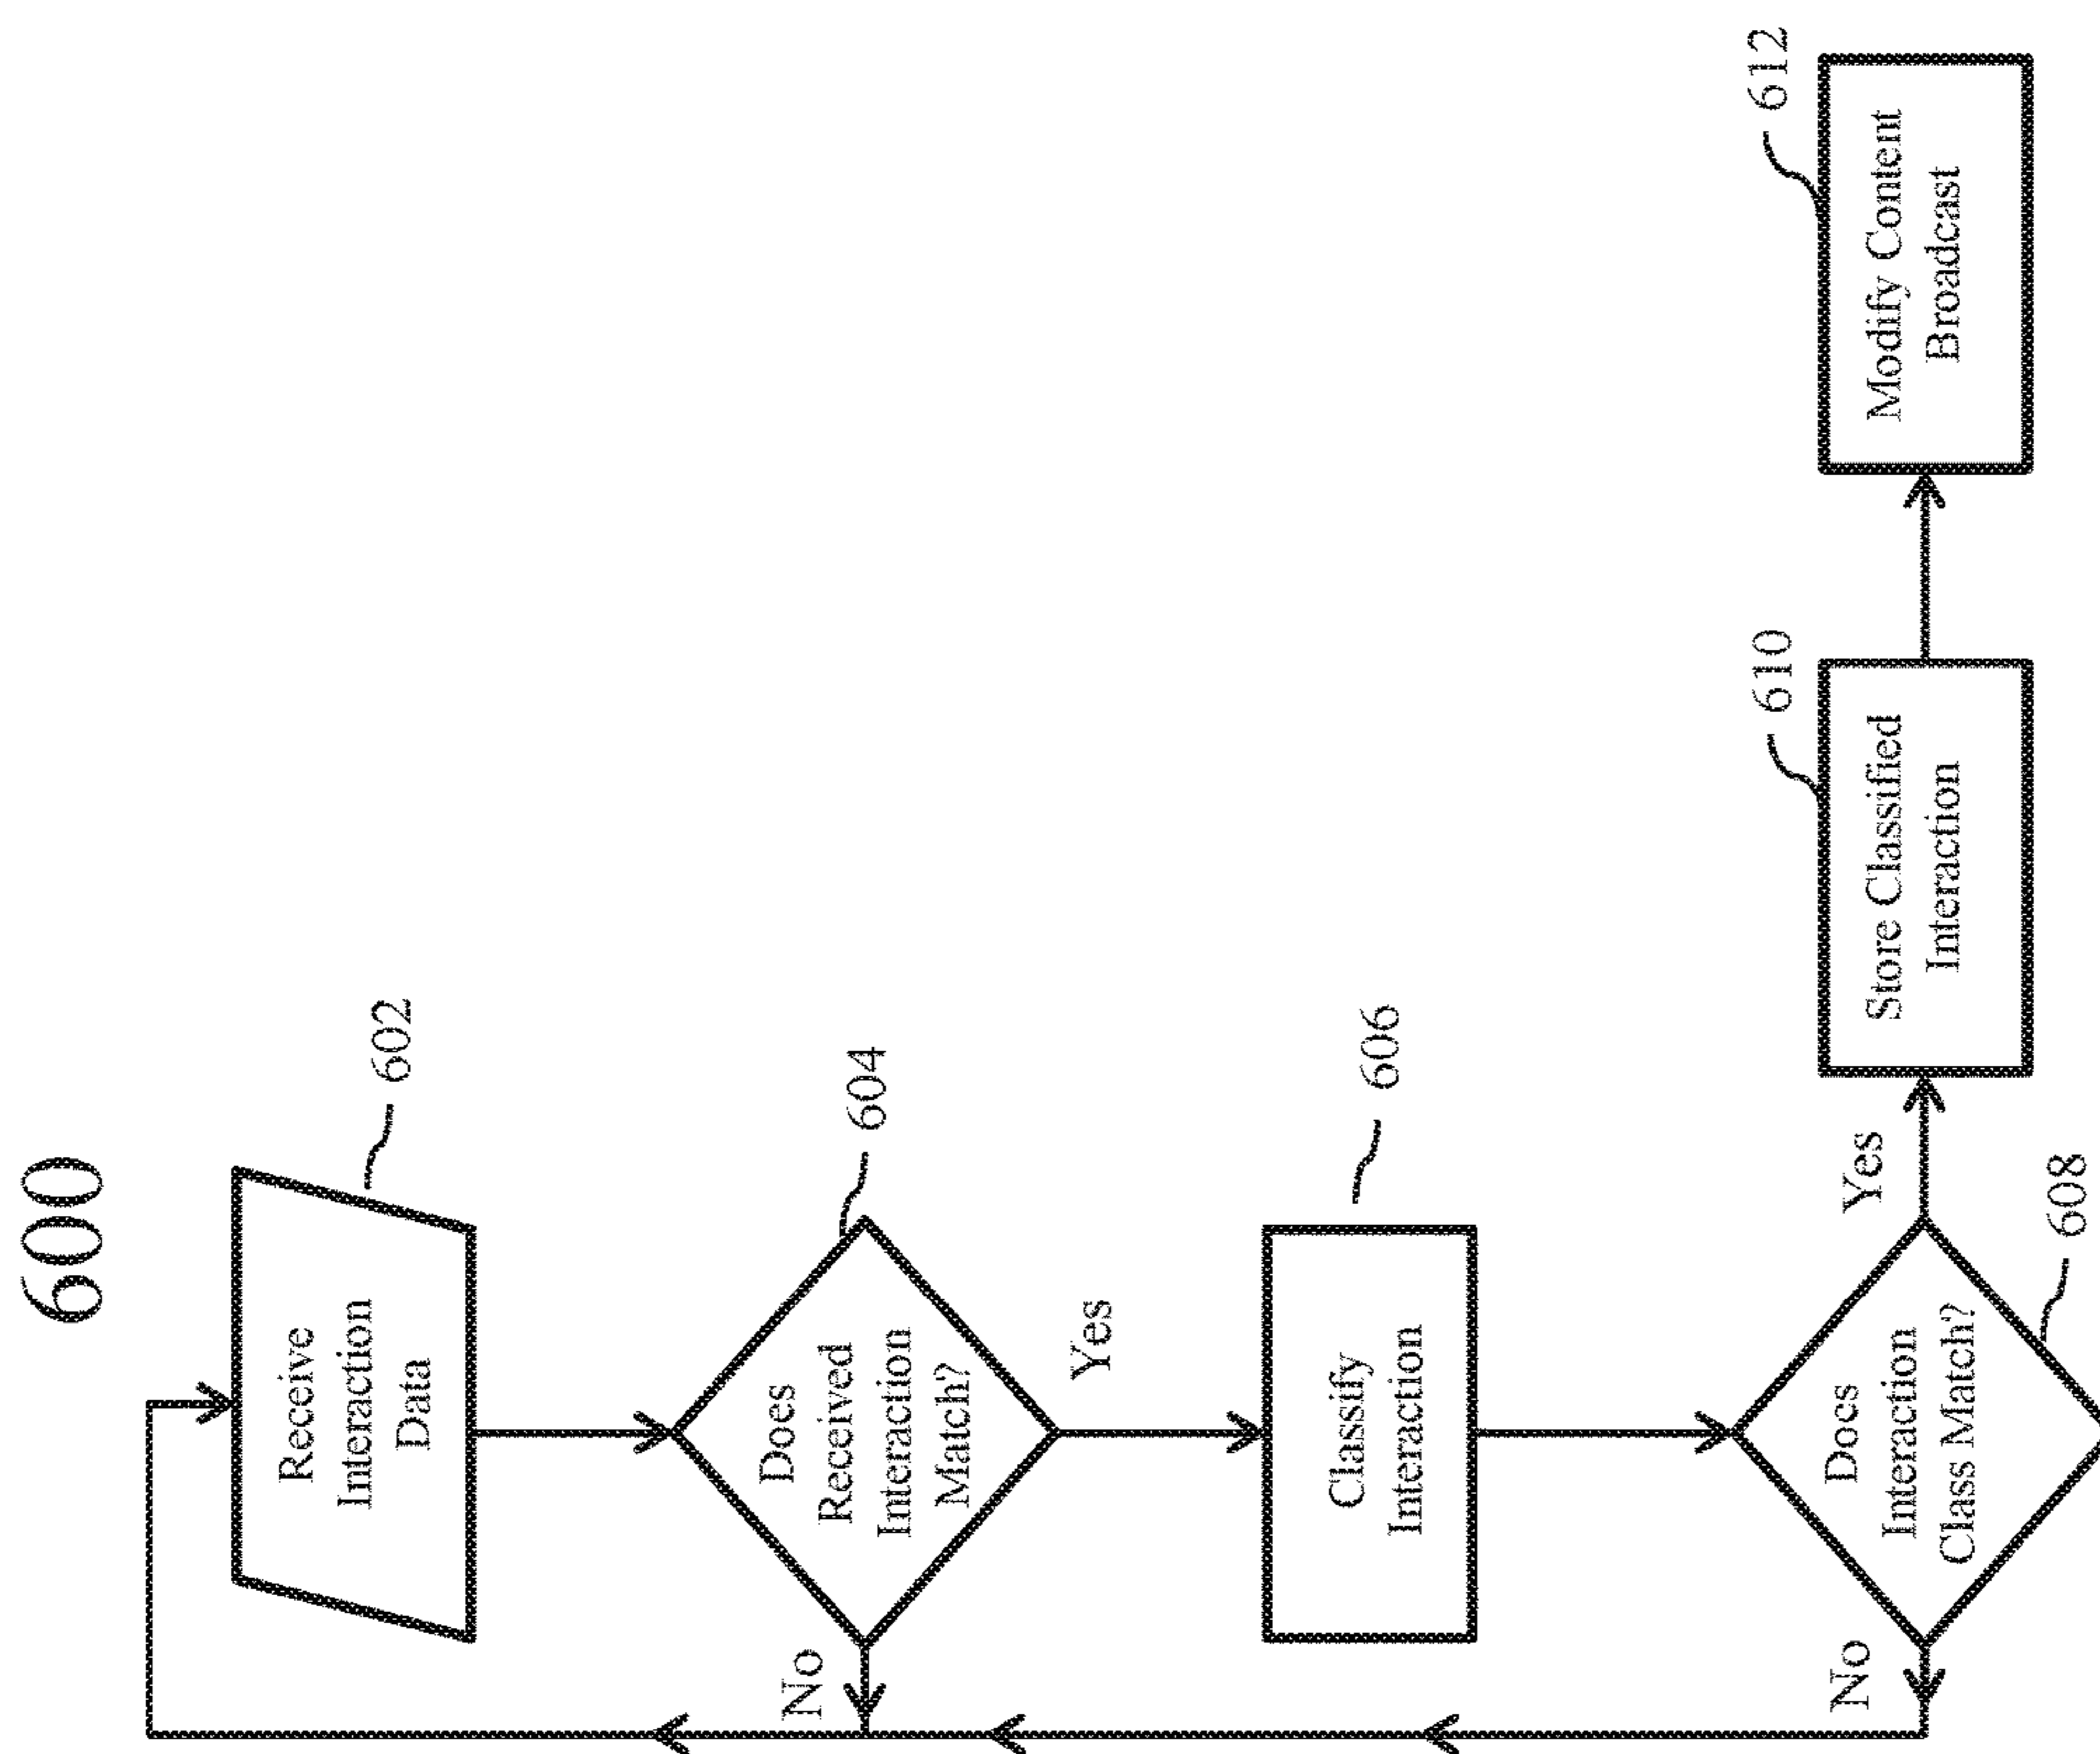 600
Receive
Interaction
Data
602
Does
Received
Interaction
Match?
604
No
Yes
Classify
Interaction
606
Does
Interaction
Class Match?
608
No
Yes
Store Classified
Interaction
610
Modify Content
Broadcast
612